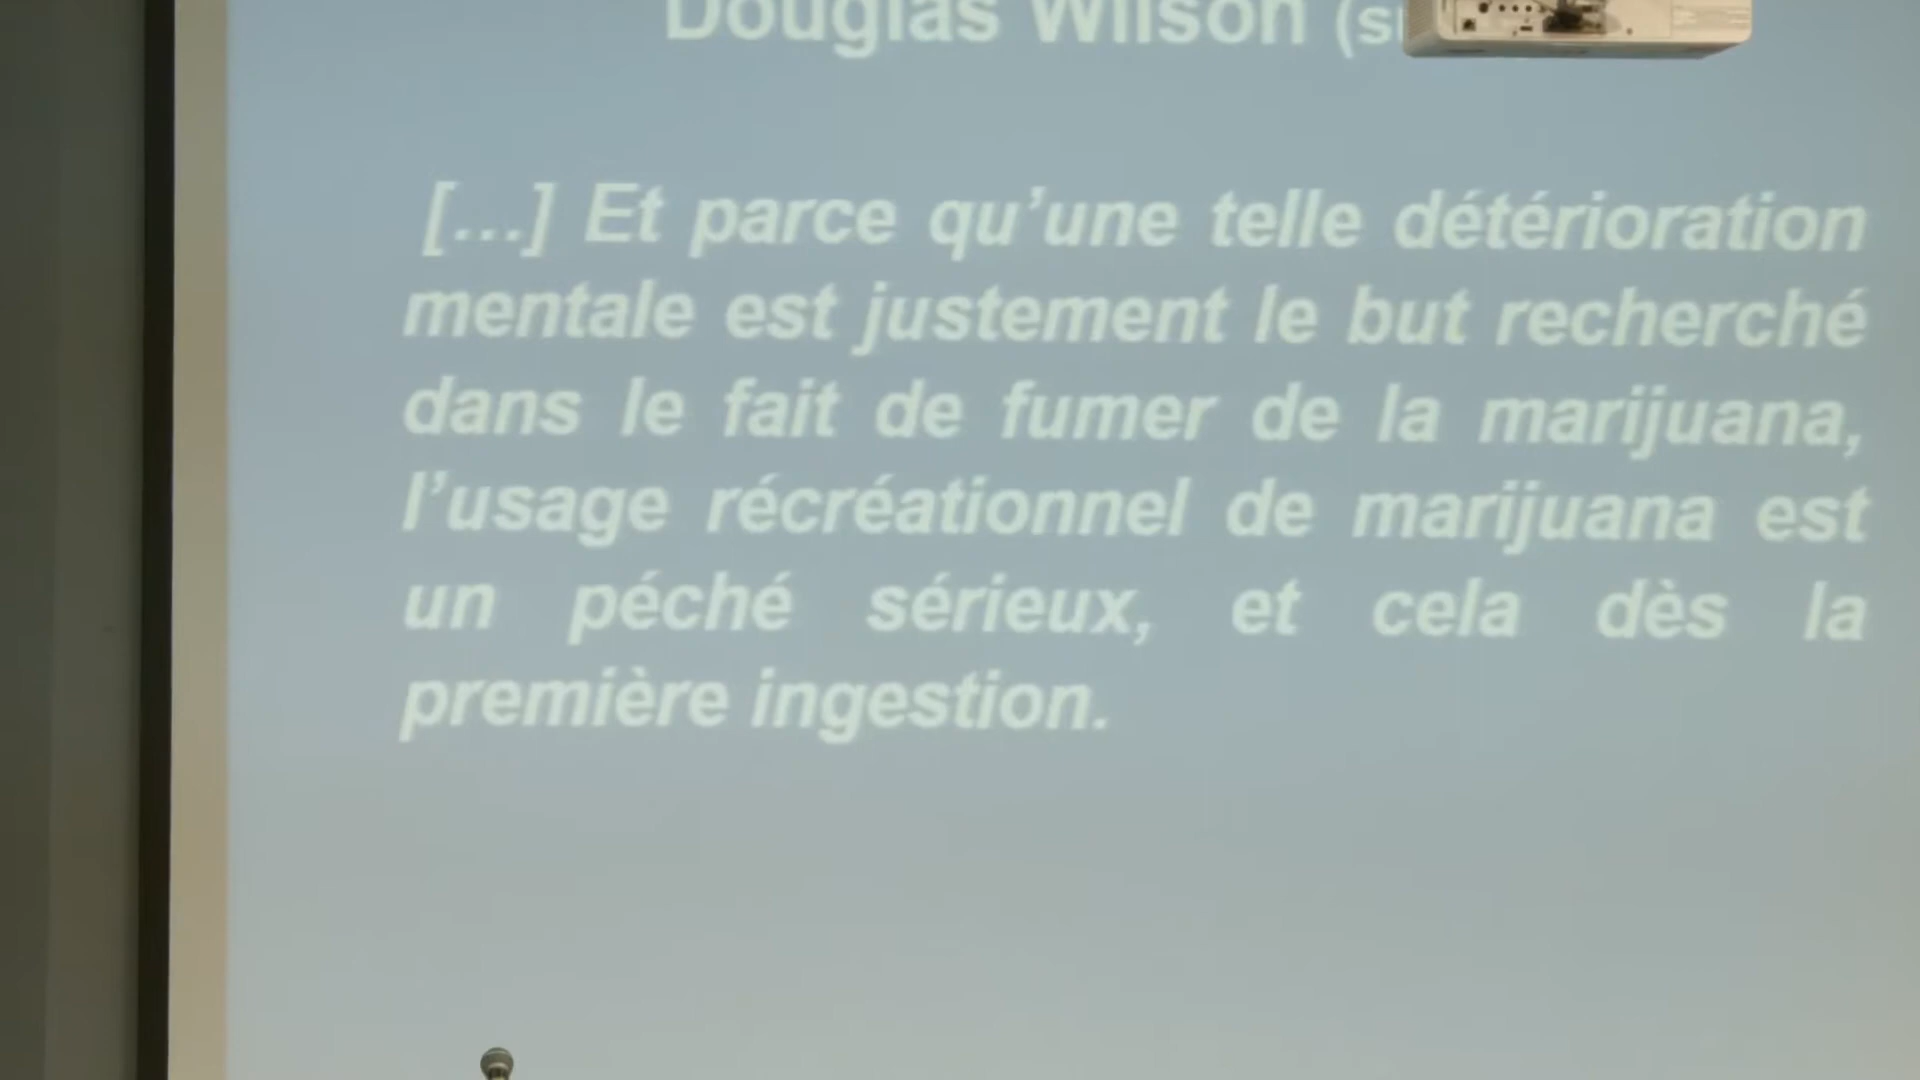 Douglas Wilson
[...] Et parce qu'une telle détérioration
mentale est justement le but recherché
dans le fait de fumer de la marijuana,
l'usage récréationnel de marijuana est
un péché sérieux, et cela dès la
première ingestion.